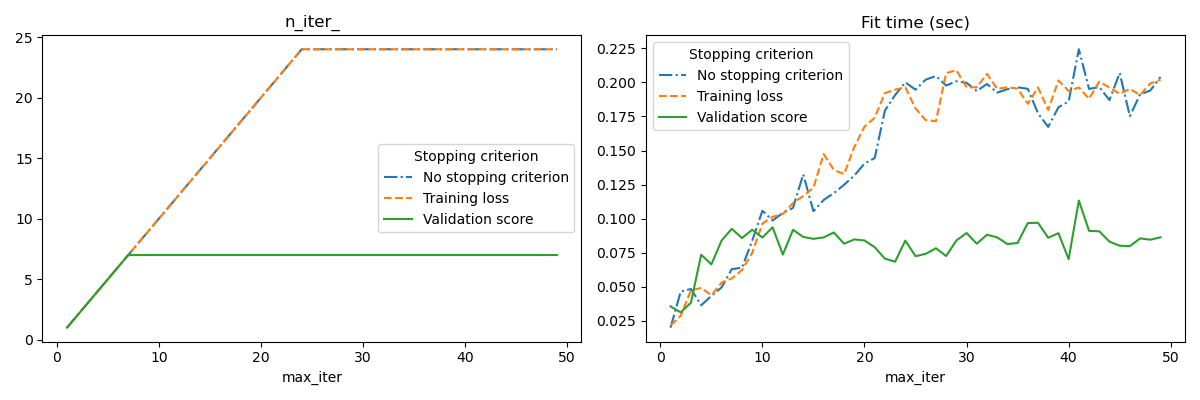 n_iter_
25
20
15
10
5
0
0
10
20
30
40
50
max_iter
Stopping criterion
No stopping criterion
Training loss
Validation score
Fit time (sec)
0.225
0.200
0.175
0.150
0.125
0.100
0.075
0.050
0.025
0
10
20
30
40
50
max_iter
Stopping criterion
No stopping criterion
Training loss
Validation score